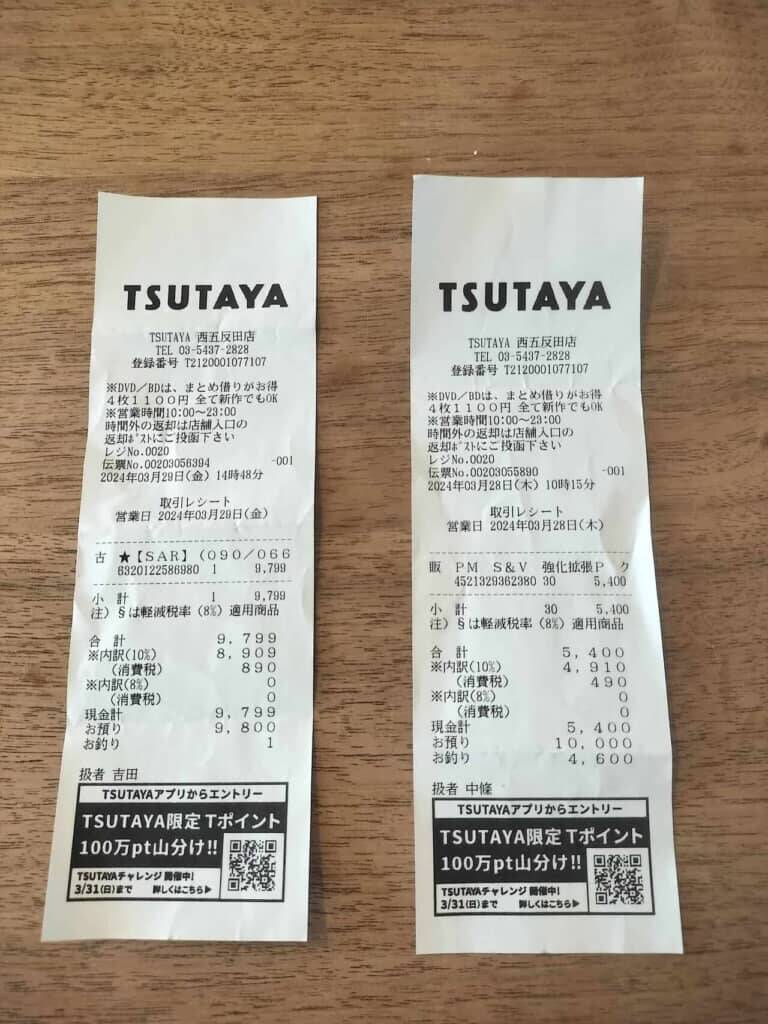 TSUTAYA
TSUTAYA 西五反田店
TEL 03-5437-2828
登録番号 T2120001077107
※DVD/BDは、まとめ借りがお得
4枚1100円 全て新作でもOK
※営業時間10:00~23:00
時間外の返却は店舗入口の
返却ポストにご投函下さい
レジNo.0020
伝票No.00203056394 -001
2024年03月29日(金) 14時48分
取引レシート
営業日 2024年03月29日(金)
古 ★【SAR】(090/066
6320122586980 1 9,799
小 計 1 9,799
注)§は軽減税率(8%)適用商品
合 計 9,799
※内訳(10%) 8,909
(消費税) 890
※内訳(8%) 0
(消費税) 0
現金計 9,799
お預り 9,800
お釣り 1
扱者 吉田
TSUTAYAアプリからエントリー
TSUTAYA限定 Tポイント
100万pt山分け!!
TSUTAYAチャレンジ 開催中!
3/31(日)まで 詳しくはこちら▶
TSUTAYA
TSUTAYA 西五反田店
TEL 03-5437-2828
登録番号 T2120001077107
※DVD/BDは、まとめ借りがお得
4枚1100円 全て新作でもOK
※営業時間10:00~23:00
時間外の返却は店舗入口の
返却ポストにご投函下さい
レジNo.0020
伝票No.00203055890 -001
2024年03月28日(木) 10時15分
取引レシート
営業日 2024年03月28日(木)
販 PM S&V 強化拡張P ク
4521329362380 30 5,400
小 計 30 5,400
注)§は軽減税率(8%)適用商品
合 計 5,400
※内訳(10%) 4,910
(消費税) 490
※内訳(8%) 0
(消費税) 0
現金計 5,400
お預り 10,000
お釣り 4,600
扱者 中條
TSUTAYAアプリからエントリー
TSUTAYA限定 Tポイント
100万pt山分け!!
TSUTAYAチャレンジ 開催中!
3/31(日)まで 詳しくはこちら▶